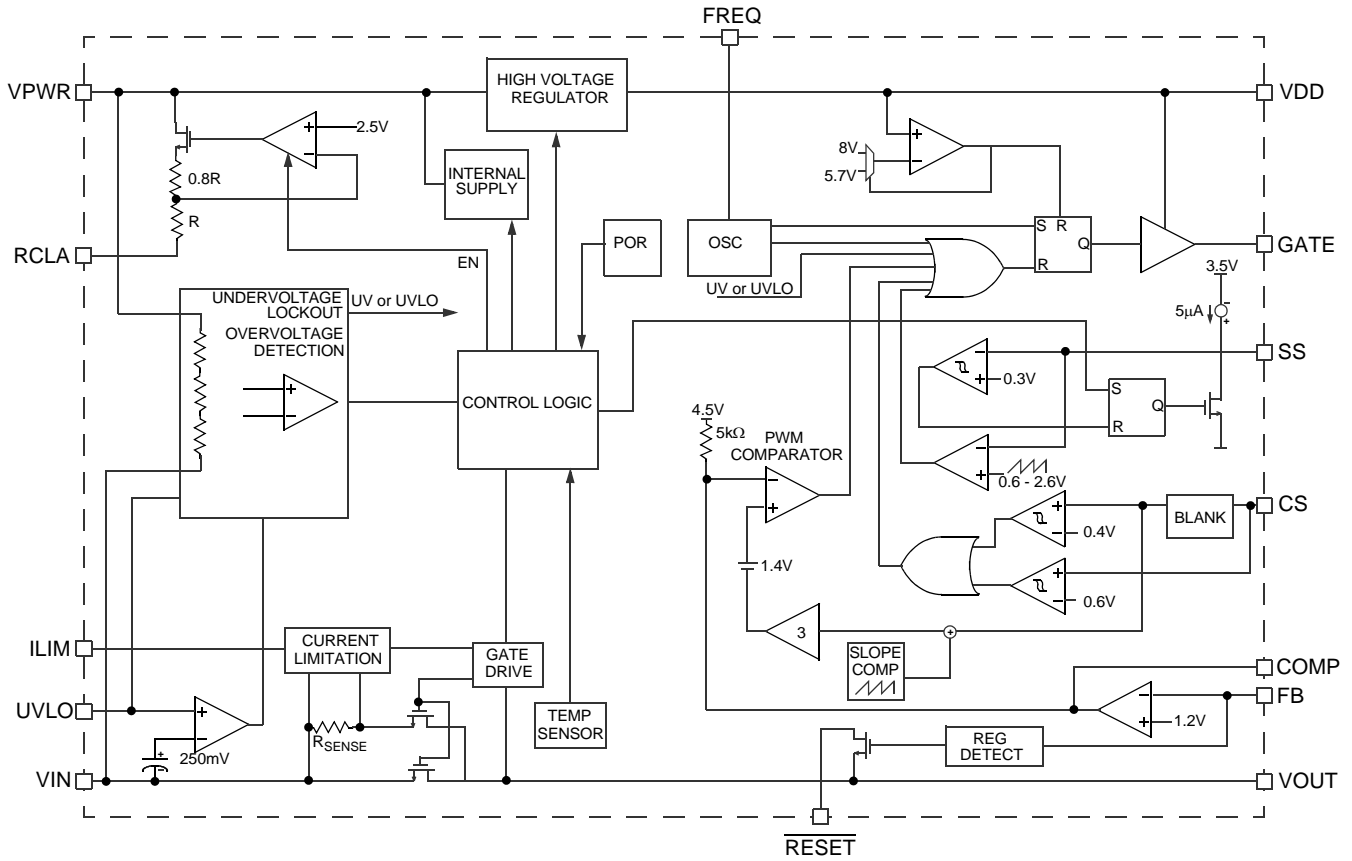 FREQ
VPWR
HIGH VOLTAGE
REGULATOR
VDD
+
2.5V
−
0.8R
R
INTERNAL
SUPPLY
8V
5.7V
+
−
RCLA
EN
POR
OSC
S R
Q
R
GATE
UV or UVLO
3.5V
5µA
−
+
UNDERVOLTAGE
LOCKOUT
UV or UVLO
OVERVOLTAGE
DETECTION
+
−
CONTROL LOGIC
−
+
0.3V
SS
S
Q
R
4.5V
5kΩ
PWM
COMPARATOR
−
+
−
+
0.6 - 2.6V
+
−
0.4V
BLANK
CS
1.4V
+
−
0.6V
ILIM
CURRENT
LIMITATION
GATE
DRIVE
3
+
SLOPE
COMP
COMP
UVLO
+
−
+
−
250mV
RSENSE
TEMP
SENSOR
−
+
1.2V
FB
REG
DETECT
VIN
VOUT
RESET